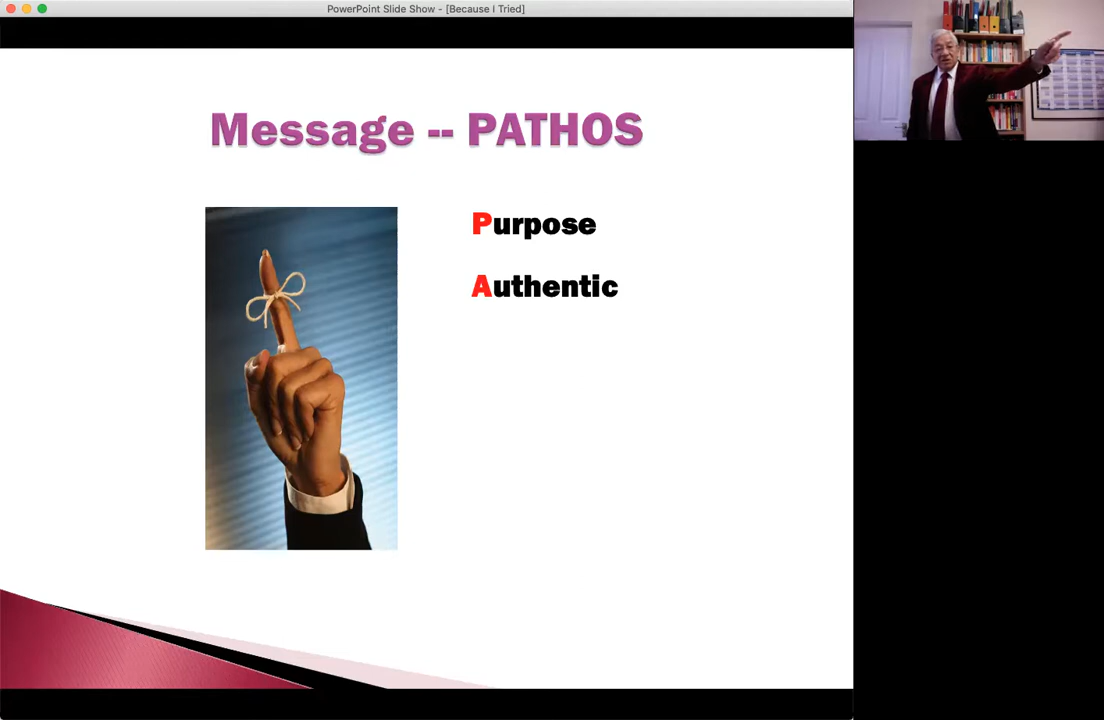 PowerPoint Slide Show - [Because I Tried]
Message -- PATHOS
Purpose
Authentic